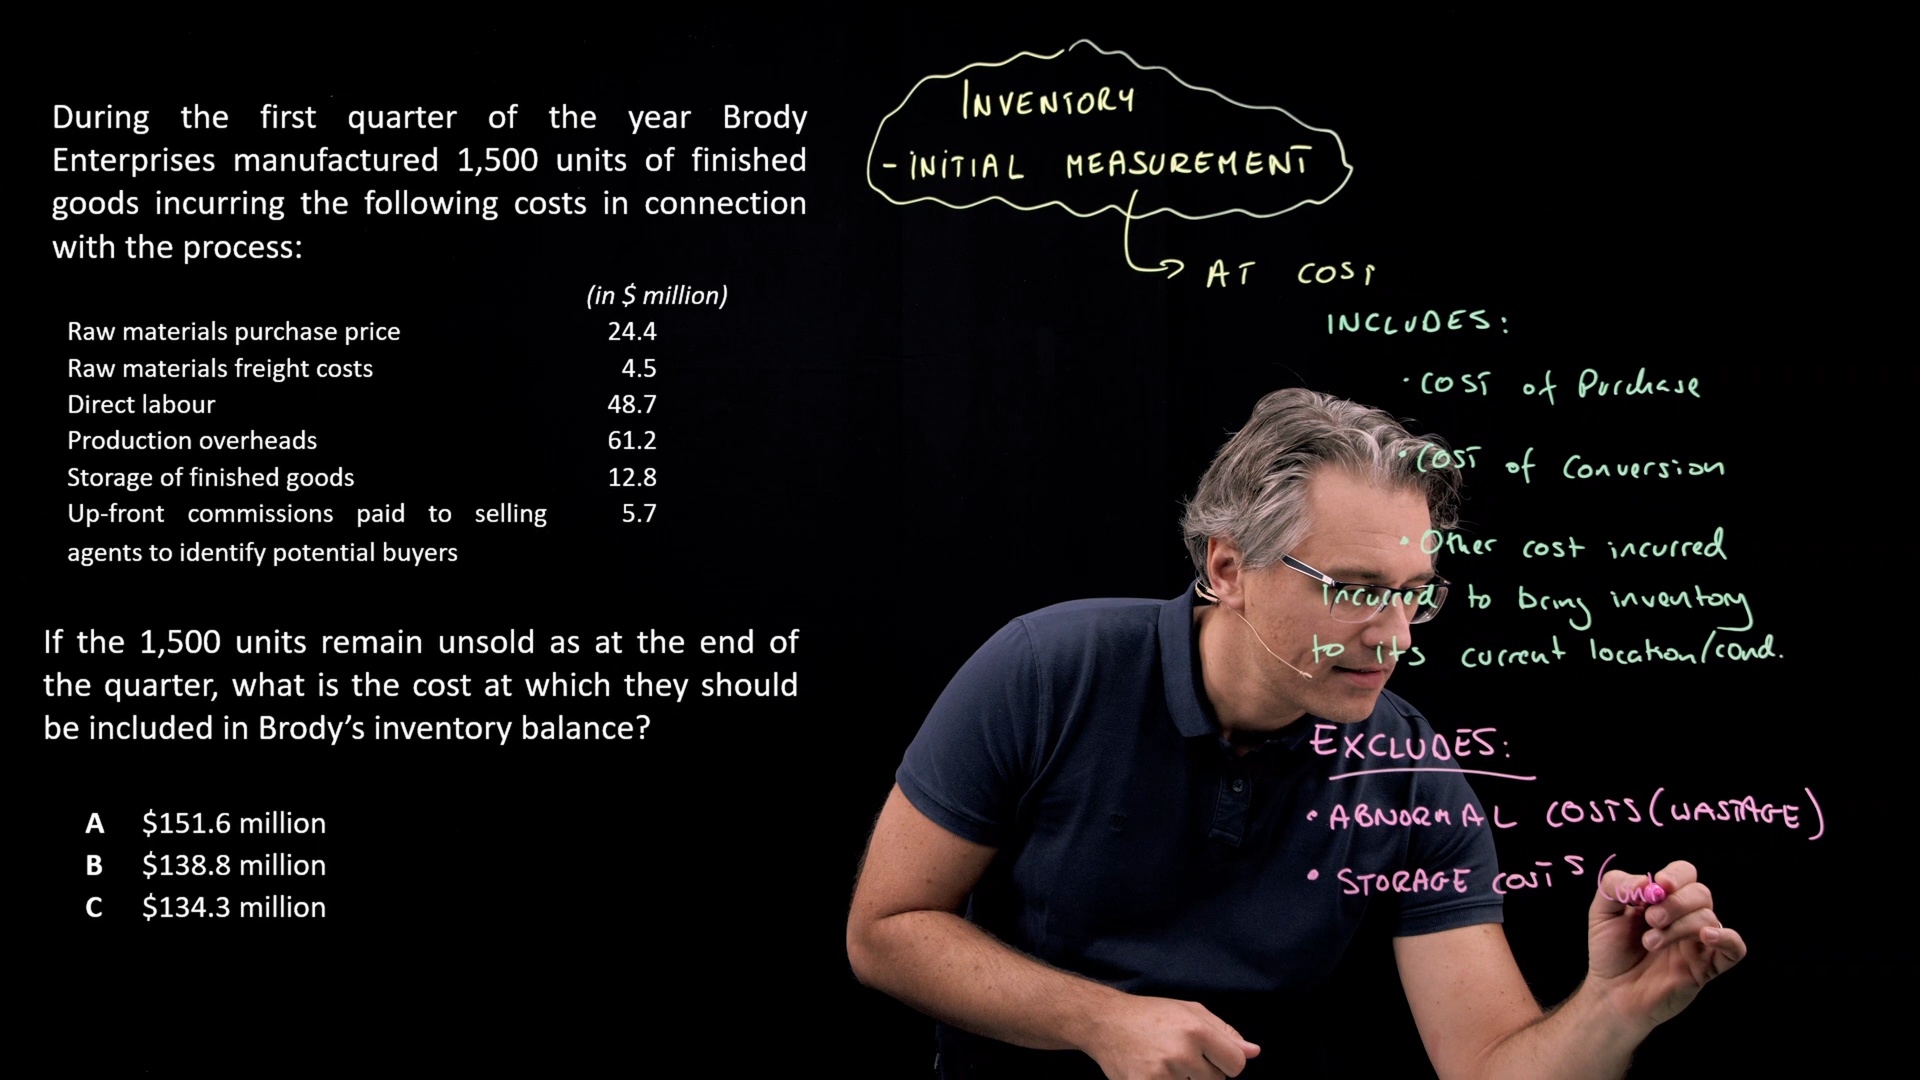 During the first quarter of the year Brody
Enterprises manufactured 1,500 units of finished
goods incurring the following costs in connection
with the process:
(in $ million)
Raw materials purchase price 24.4
Raw materials freight costs 4.5
Direct labour 48.7
Production overheads 61.2
Storage of finished goods 12.8
Up-front commissions paid to selling 5.7
agents to identify potential buyers
If the 1,500 units remain unsold as at the end of
the quarter, what is the cost at which they should
be included in Brody’s inventory balance?
A $151.6 million
B $138.8 million
C $134.3 million
INVENTORY
- INITIAL MEASUREMENT
AT COST
INCLUDES:
• COST of Purchase
• COST of Conversion
• Other cost incurred
incurred to bring inventory
to its current location/cond.
EXCLUDES:
• ABNORMAL COSTS (WASTAGE)
• STORAGE COSTS (